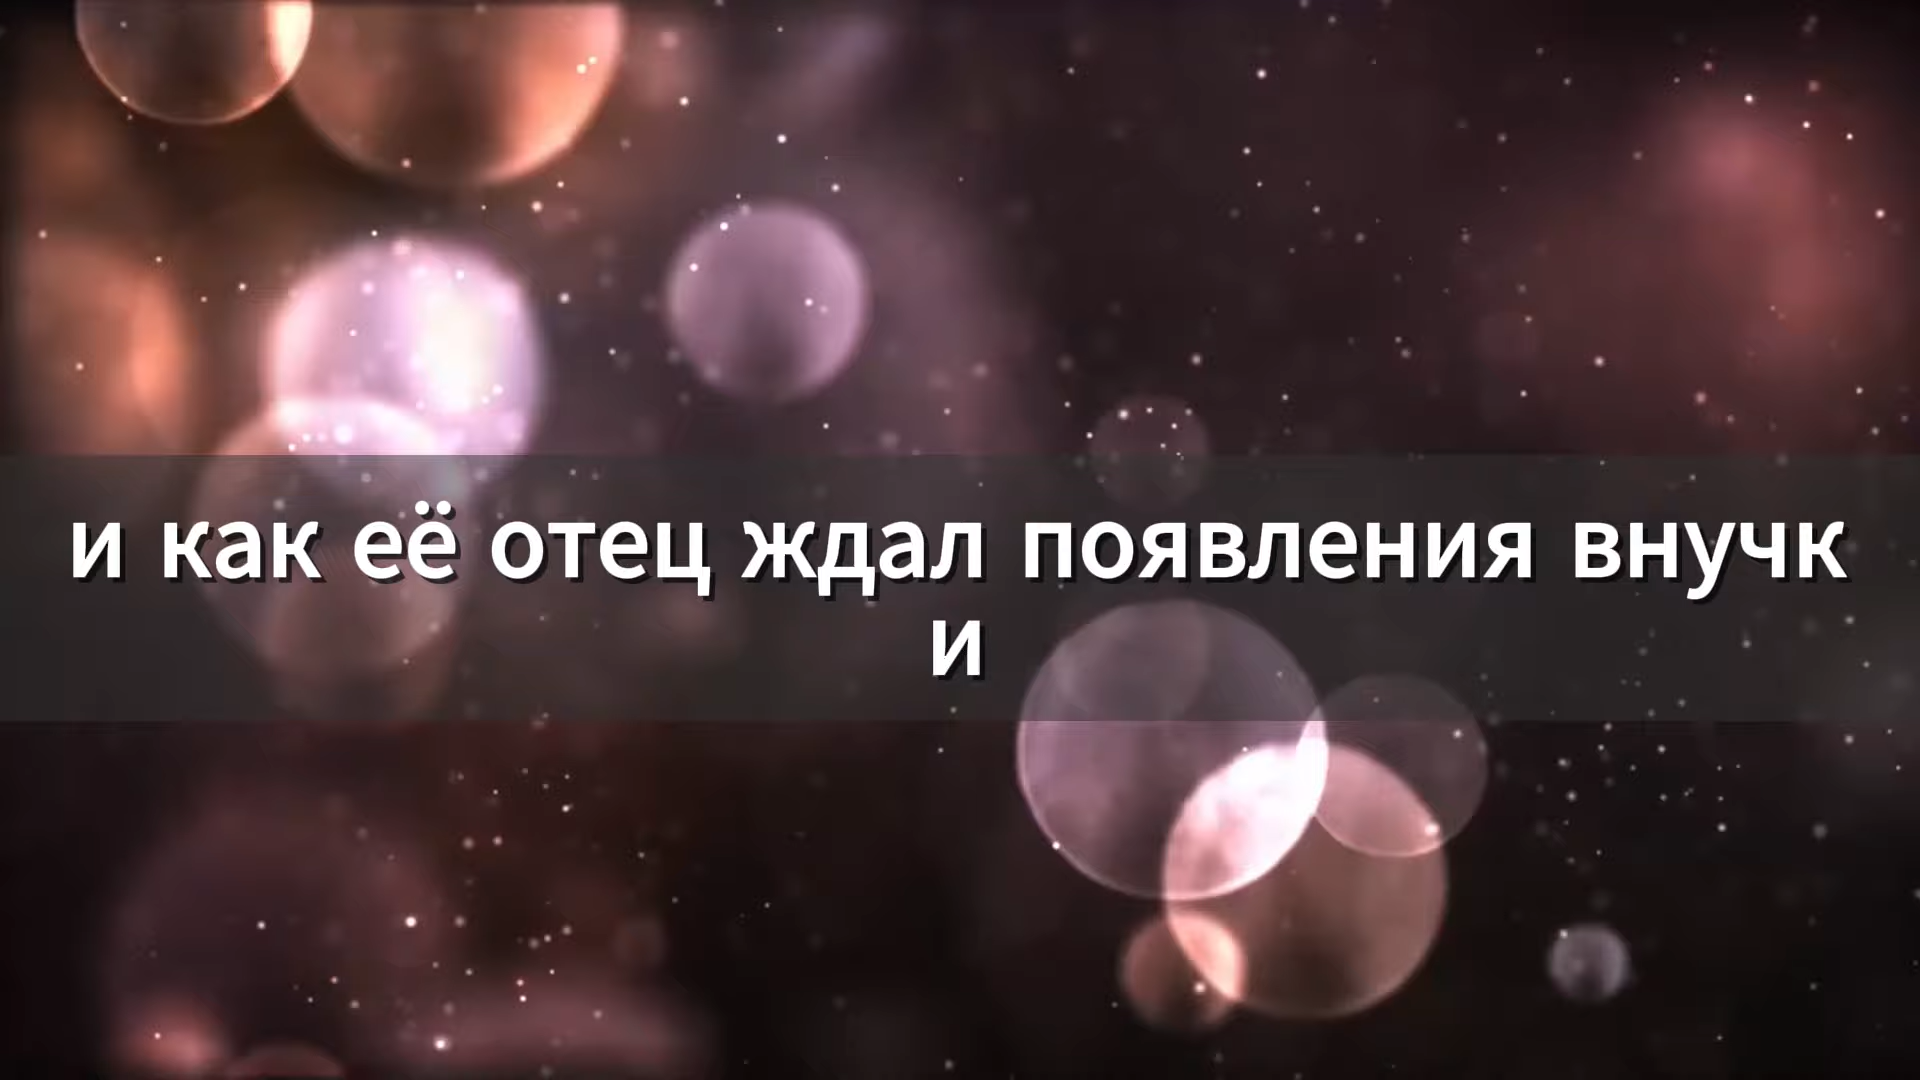 и как её отец ждал появления внучк
и